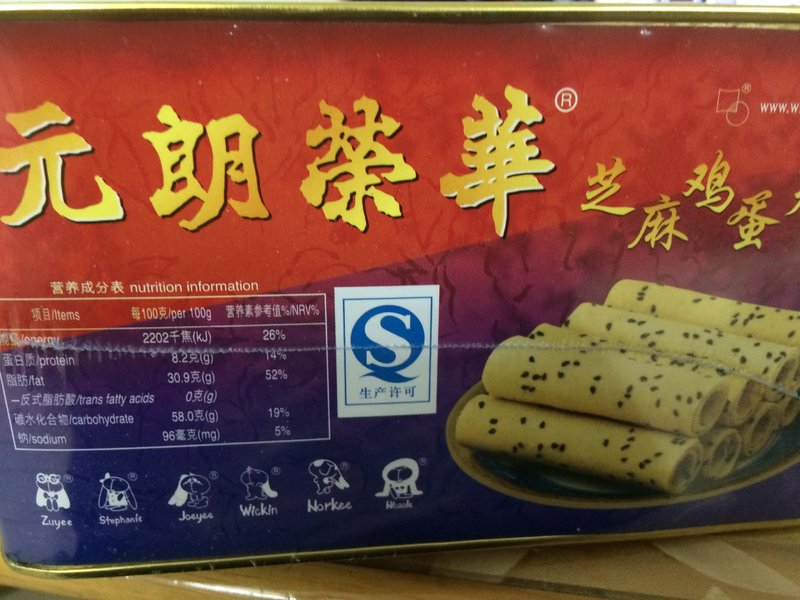 元朗榮華®
® www.w
芝麻鸡蛋
营养成分表 nutrition information
项目/Items 每100克/per 100g 营养素参考值%/NRV%
能量/energy 2202千焦(kJ) 26%
蛋白质/protein 8.2克(g) 14%
脂肪/fat 30.9克(g) 52%
—反式脂肪酸/trans fatty acids 0克(g)
碳水化合物/carbohydrate 58.0克(g) 19%
钠/sodium 96毫克(mg) 5%
QS
生产许可
® ® ® ® ® ®
Zuyee Stephanie Joeyee Wickin Norkee Nicole